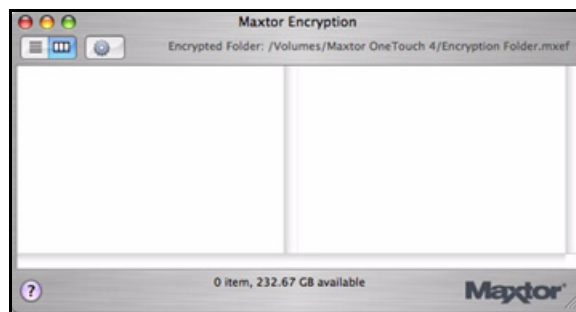 Maxtor Encryption
Encrypted Folder: /Volumes/Maxtor OneTouch 4/Encryption Folder.mxef
0 item, 232.67 GB available
?
Maxtor